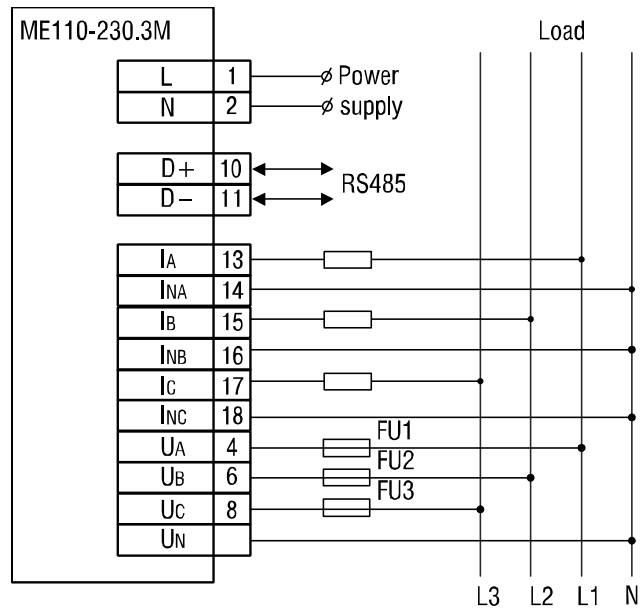 ME110-230.3M
Load
L 1 Power
N 2 supply
D+ 10
RS485
D- 11
IA 13
INA 14
IB 15
INB 16
IC 17
INC 18
FU1
UA 4
FU2
UB 6
FU3
UC 8
UN
L3 L2 L1 N